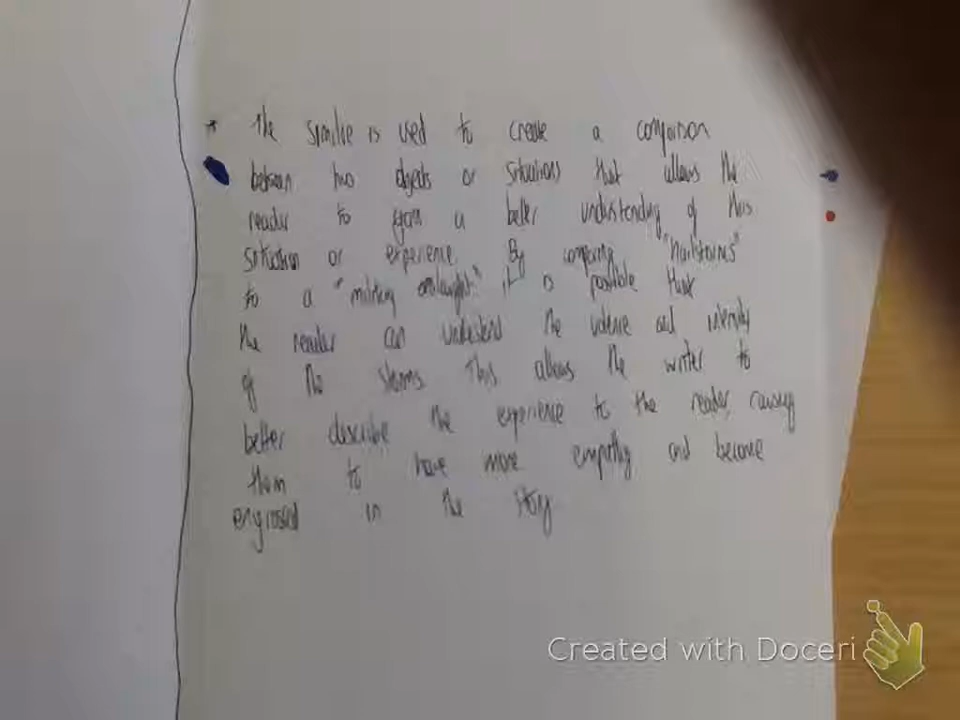 * The similie is used to create a comparison
between two objects or situations that allows the
reader to gain a better understanding of this
situation or experience. By comparing "hailstones"
to a "military onslaught" it is possible that
the reader can understand the violence and intensity
of the storms. This allows the writer to
better describe the experience to the reader, causing
them to have more empathy and become
engrossed in the story
Created with Doceri